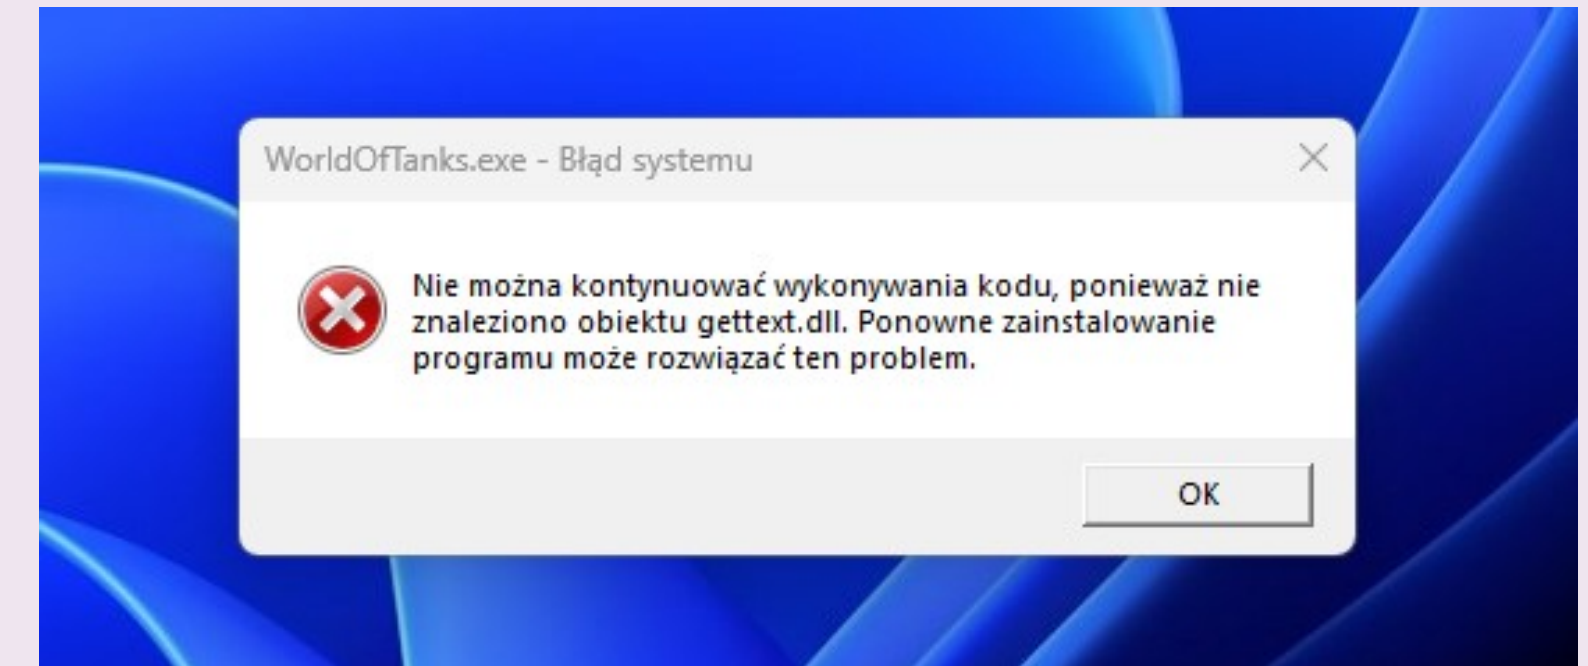 WorldOfTanks.exe - Błąd systemu
Nie można kontynuować wykonywania kodu, ponieważ nie
znaleziono obiektu gettext.dll. Ponowne zainstalowanie
programu może rozwiązać ten problem.
OK